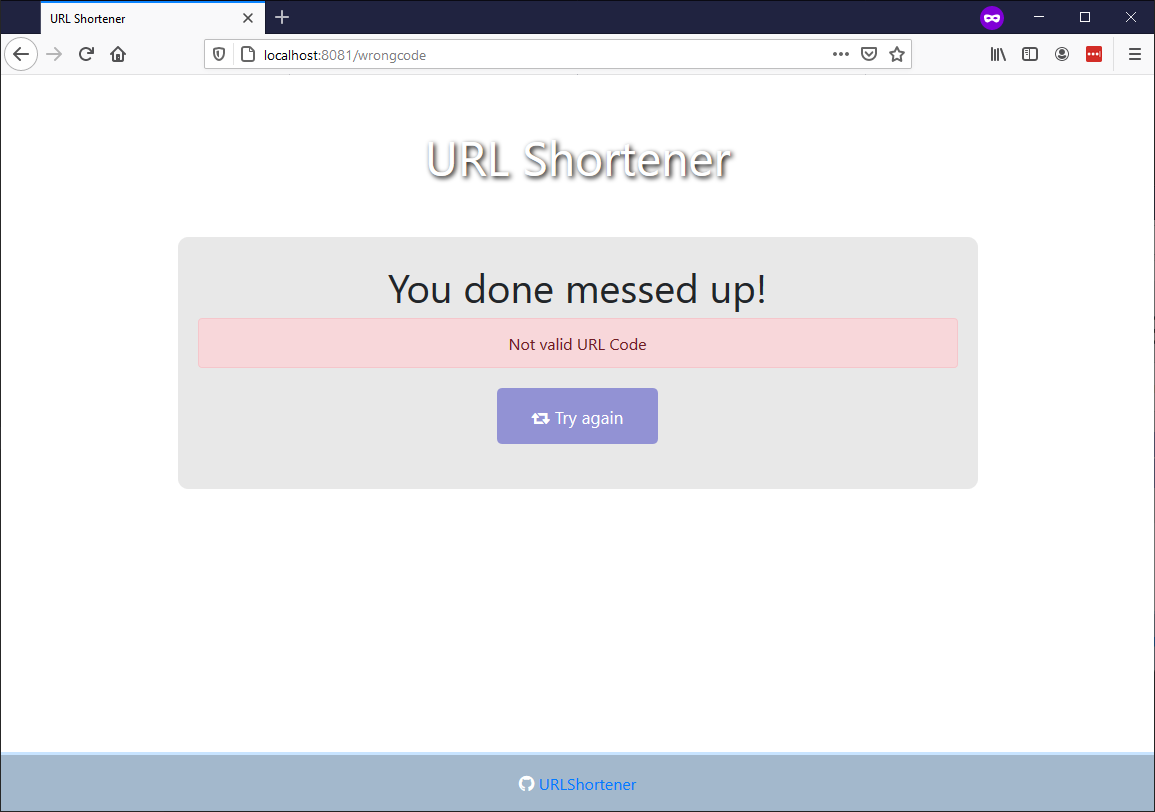 URL Shortener
localhost:8081/wrongcode
URL Shortener
You done messed up!
Not valid URL Code
Try again
URLShortener